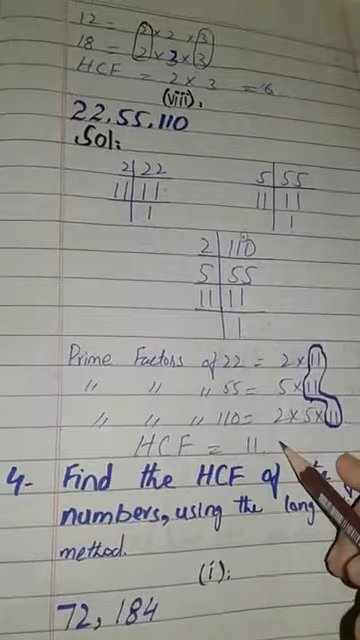 12 = 2 × 2 × 3
18 = 2 × 3 × 3
HCF = 2 × 3 = 6
(viii).
22, 55, 110
Sol:
2 22
11 11
1
5 55
11 11
1
2 110
5 55
11 11
1
Prime Factors of 22 = 2 × 11
" " " 55 = 5 × 11
" " " 110 = 2 × 5 × 11
HCF = 11
4- Find the HCF of
numbers, using the long
method.
(i):
72, 184